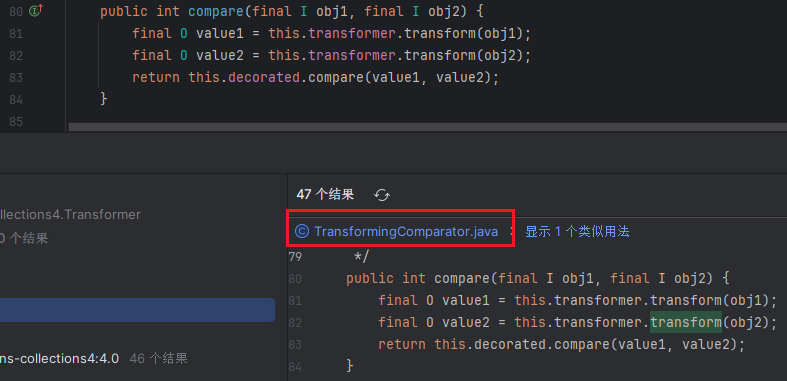 80 public int compare(final I obj1, final I obj2) {
81 final O value1 = this.transformer.transform(obj1);
82 final O value2 = this.transformer.transform(obj2);
83 return this.decorated.compare(value1, value2);
84 }
85
llections4.Transformer
0 个结果
ns-collections4:4.0 46 个结果
47 个结果
TransformingComparator.java 显示 1 个类似用法
79 */
80 public int compare(final I obj1, final I obj2) {
81 final O value1 = this.transformer.transform(obj1);
82 final O value2 = this.transformer.transform(obj2);
83 return this.decorated.compare(value1, value2);
84 }